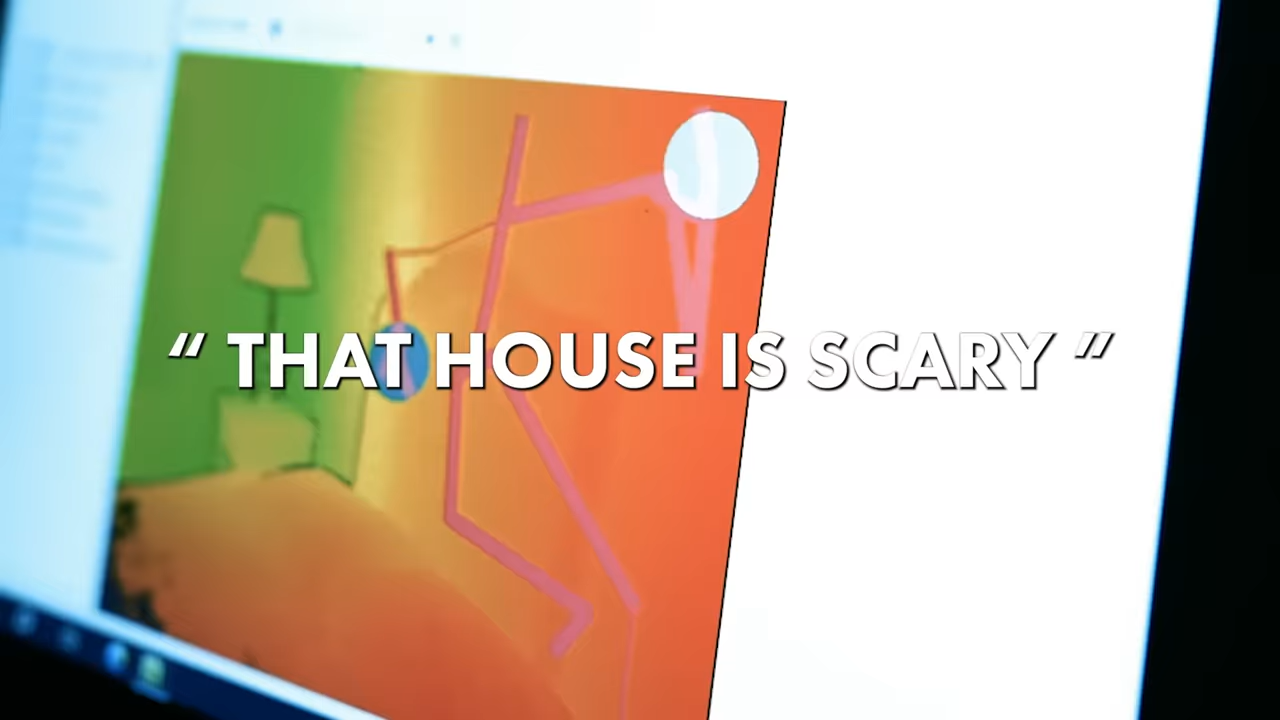 “ THAT HOUSE IS SCARY ”